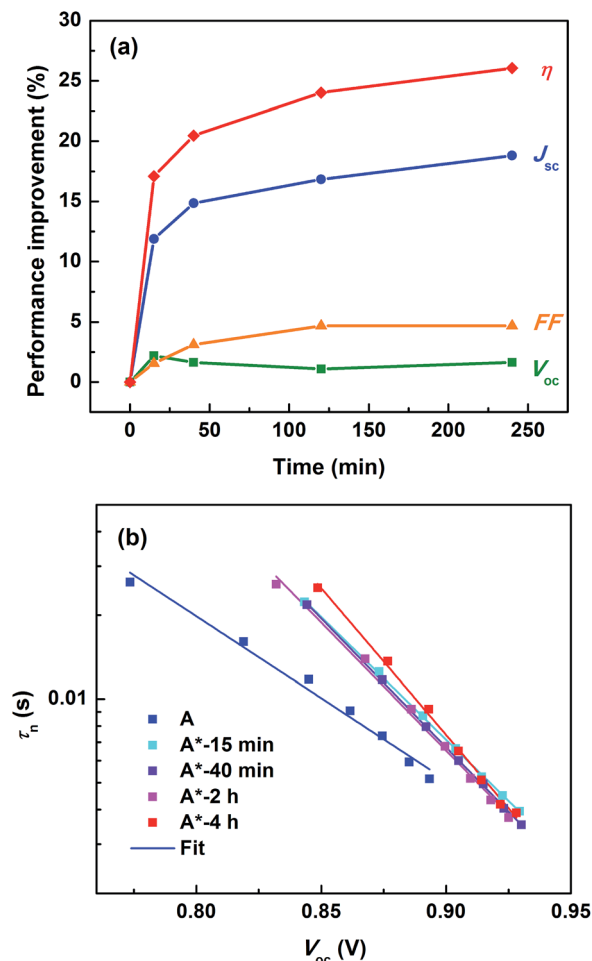 (a)
Performance improvement (%)
30
25
20
15
10
5
0
η
Jsc
FF
Voc
0 50 100 150 200 250
Time (min)
(b)
τn (s)
0.01
A
A*-15 min
A*-40 min
A*-2 h
A*-4 h
Fit
0.80 0.85 0.90 0.95
Voc (V)